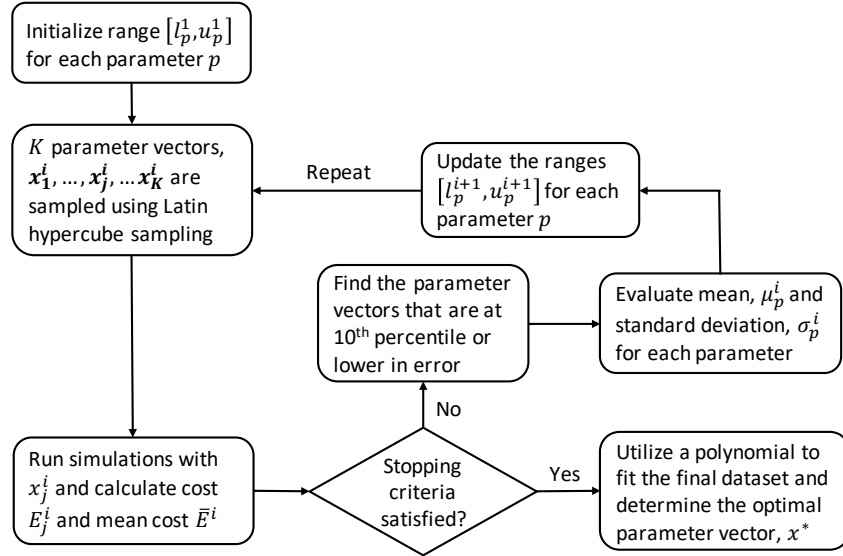 Initialize range [l_p^1, u_p^1]
for each parameter p
K parameter vectors,
x_1^i, …, x_j^i, … x_K^i are
sampled using Latin
hypercube sampling
Repeat
Update the ranges
[l_p^{i+1}, u_p^{i+1}] for each
parameter p
Find the parameter
vectors that are at
10th percentile or
lower in error
Evaluate mean, μ_p^i and
standard deviation, σ_p^i
for each parameter
No
Run simulations with
x_j^i and calculate cost
E_j^i and mean cost Ē^i
Stopping
criteria
satisfied?
Yes
Utilize a polynomial to
fit the final dataset and
determine the optimal
parameter vector, x*